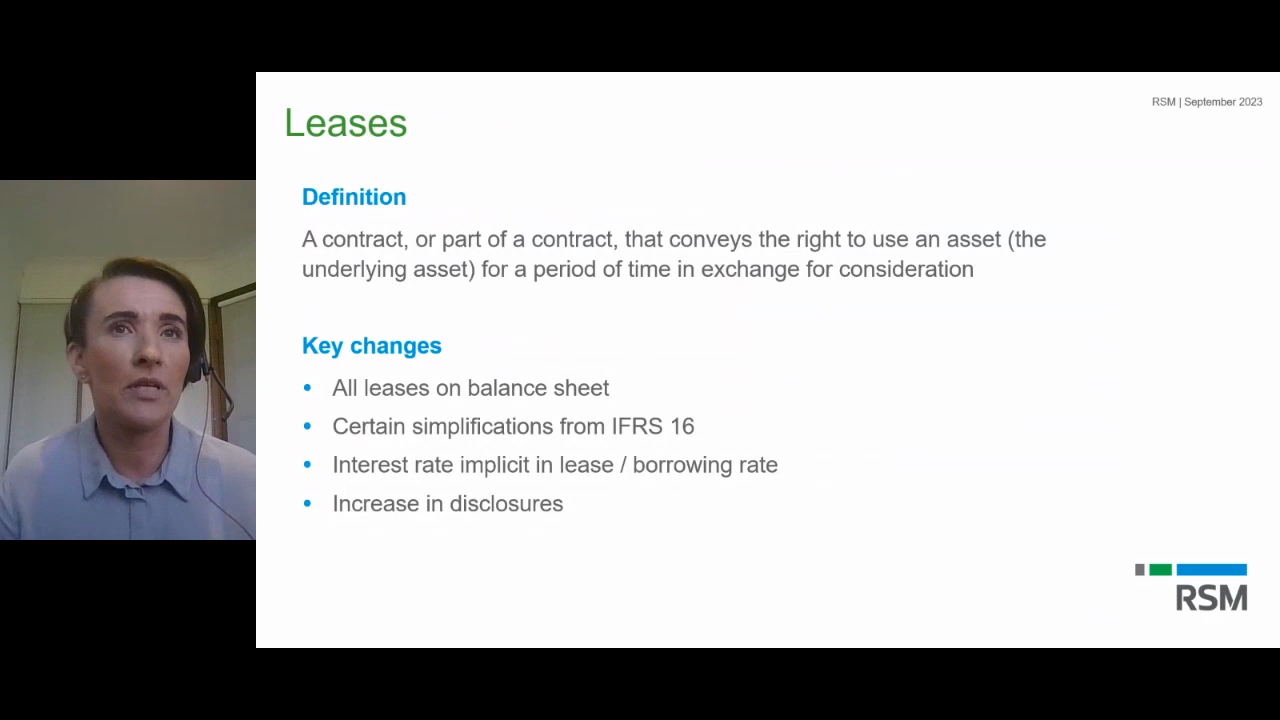 RSM | September 2023
Leases
Definition
A contract, or part of a contract, that conveys the right to use an asset (the
underlying asset) for a period of time in exchange for consideration
Key changes
• All leases on balance sheet
• Certain simplifications from IFRS 16
• Interest rate implicit in lease / borrowing rate
• Increase in disclosures
RSM